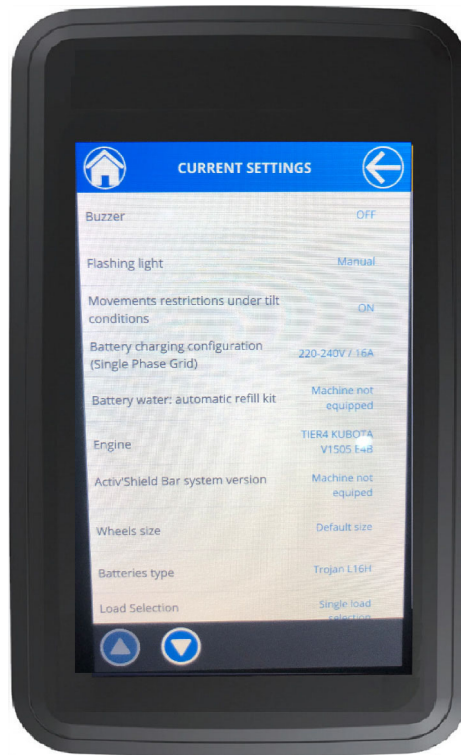 CURRENT SETTINGS
Buzzer OFF
Flashing light Manual
Movements restrictions under tilt
conditions ON
Battery charging configuration
(Single Phase Grid) 220-240V / 16A
Battery water: automatic refill kit Machine not
equipped
Engine TIER4 KUBOTA
V1505 E4B
Activ'Shield Bar system version Machine not
equiped
Wheels size Default size
Batteries type Trojan L16H
Load Selection Single load
selection